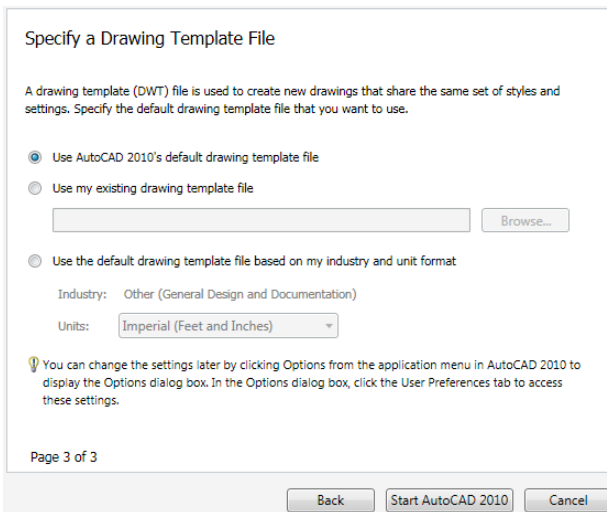 Specify a Drawing Template File
A drawing template (DWT) file is used to create new drawings that share the same set of styles and
settings. Specify the default drawing template file that you want to use.
Use AutoCAD 2010's default drawing template file
Use my existing drawing template file
Browse...
Use the default drawing template file based on my industry and unit format
Industry: Other (General Design and Documentation)
Units: Imperial (Feet and Inches)
You can change the settings later by clicking Options from the application menu in AutoCAD 2010 to
display the Options dialog box. In the Options dialog box, click the User Preferences tab to access
these settings.
Page 3 of 3
Back Start AutoCAD 2010 Cancel